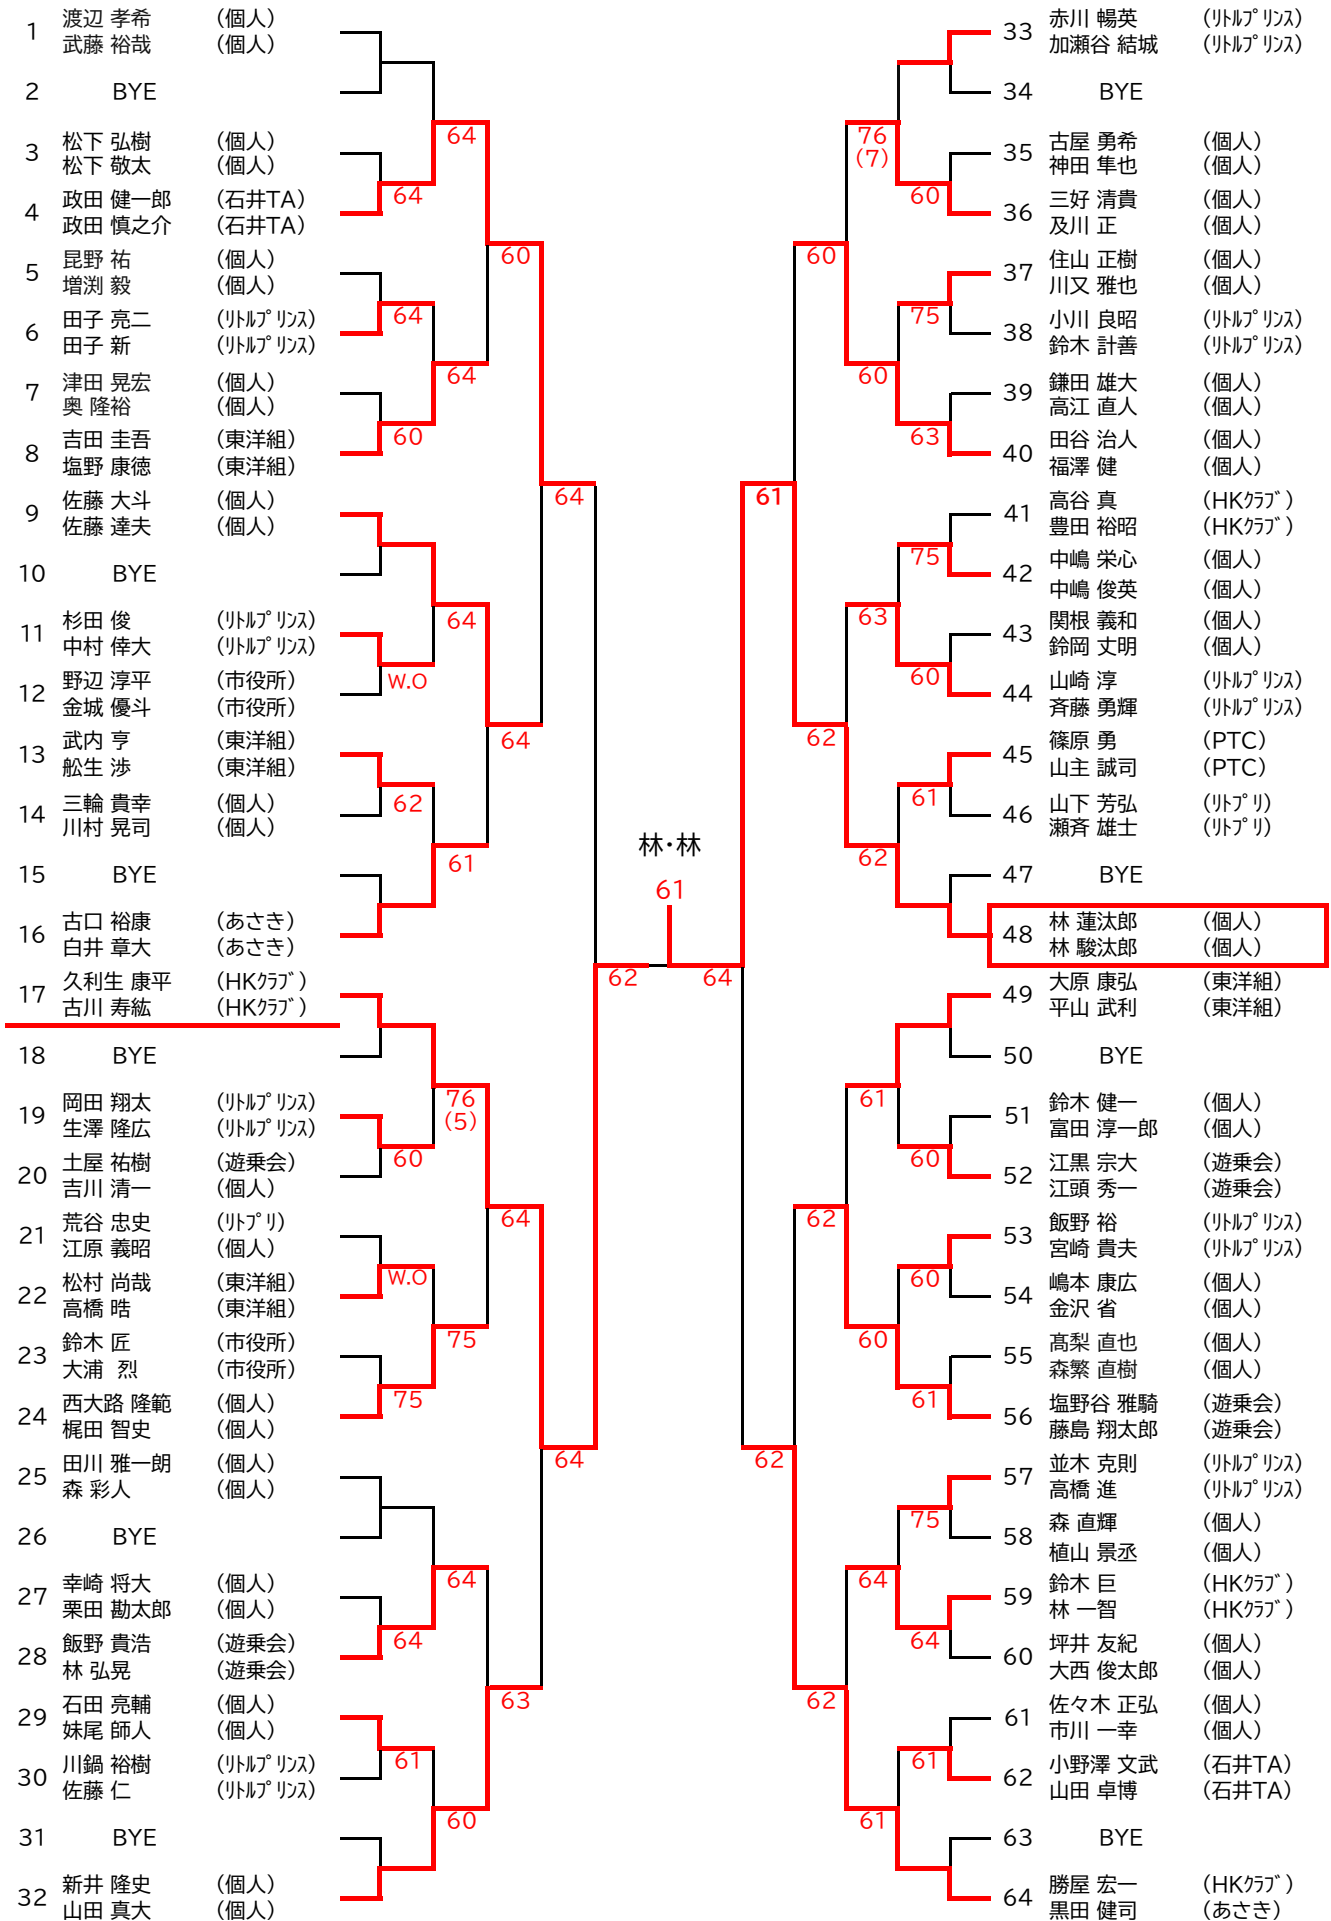 1 渡辺 孝希 (個人)
武藤 裕哉 (個人)
2 BYE
3 松下 弘樹 (個人)
松下 敬太 (個人)
4 政田 健一郎 (石井TA)
政田 慎之介 (石井TA)
5 昆野 祐 (個人)
増渕 毅 (個人)
6 田子 亮二 (ﾘﾄﾙﾌﾟﾘﾝｽ)
田子 新 (ﾘﾄﾙﾌﾟﾘﾝｽ)
7 津田 晃宏 (個人)
奥 隆裕 (個人)
8 吉田 圭吾 (東洋組)
塩野 康徳 (東洋組)
9 佐藤 大斗 (個人)
佐藤 達夫 (個人)
10 BYE
11 杉田 俊 (ﾘﾄﾙﾌﾟﾘﾝｽ)
中村 倖大 (ﾘﾄﾙﾌﾟﾘﾝｽ)
12 野辺 淳平 (市役所)
金城 優斗 (市役所)
13 武内 亨 (東洋組)
舩生 渉 (東洋組)
14 三輪 貴幸 (個人)
川村 晃司 (個人)
15 BYE
16 古口 裕康 (あさき)
白井 章大 (あさき)
17 久利生 康平 (HKｸﾗﾌﾞ)
古川 寿紘 (HKｸﾗﾌﾞ)
18 BYE
19 岡田 翔太 (ﾘﾄﾙﾌﾟﾘﾝｽ)
生澤 隆広 (ﾘﾄﾙﾌﾟﾘﾝｽ)
20 土屋 祐樹 (遊乗会)
吉川 清一 (個人)
21 荒谷 忠史 (ﾘﾄﾌﾟﾘ)
江原 義昭 (個人)
22 松村 尚哉 (東洋組)
高橋 晧 (東洋組)
23 鈴木 匠 (市役所)
大浦 烈 (市役所)
24 西大路 隆範 (個人)
梶田 智史 (個人)
25 田川 雅一朗 (個人)
森 彩人 (個人)
26 BYE
27 幸崎 将大 (個人)
栗田 勘太郎 (個人)
28 飯野 貴浩 (遊乗会)
林 弘晃 (遊乗会)
29 石田 亮輔 (個人)
妹尾 師人 (個人)
30 川鍋 裕樹 (ﾘﾄﾙﾌﾟﾘﾝｽ)
佐藤 仁 (ﾘﾄﾙﾌﾟﾘﾝｽ)
31 BYE
32 新井 隆史 (個人)
山田 真大 (個人)
64
64
64
60
W.O
62
60
W.O
75
64
61
64
64
64
61
76
(5)
75
64
60
60
64
64
63
64
64
62
林・林
61
64
61
62
60
62
62
62
76
(7)
60
63
62
61
60
64
61
60
75
63
75
60
61
60
60
61
75
64
61
33 赤川 暢英 (ﾘﾄﾙﾌﾟﾘﾝｽ)
加瀬谷 結城 (ﾘﾄﾙﾌﾟﾘﾝｽ)
34 BYE
35 古屋 勇希 (個人)
神田 隼也 (個人)
36 三好 清貴 (個人)
及川 正 (個人)
37 住山 正樹 (個人)
川又 雅也 (個人)
38 小川 良昭 (ﾘﾄﾙﾌﾟﾘﾝｽ)
鈴木 計善 (ﾘﾄﾙﾌﾟﾘﾝｽ)
39 鎌田 雄大 (個人)
高江 直人 (個人)
40 田谷 治人 (個人)
福澤 健 (個人)
41 高谷 真 (HKｸﾗﾌﾞ)
豊田 裕昭 (HKｸﾗﾌﾞ)
42 中嶋 栄心 (個人)
中嶋 俊英 (個人)
43 関根 義和 (個人)
鈴岡 丈明 (個人)
44 山崎 淳 (ﾘﾄﾙﾌﾟﾘﾝｽ)
斉藤 勇輝 (ﾘﾄﾙﾌﾟﾘﾝｽ)
45 篠原 勇 (PTC)
山主 誠司 (PTC)
46 山下 芳弘 (ﾘﾄﾌﾟﾘ)
瀬斉 雄士 (ﾘﾄﾌﾟﾘ)
47 BYE
48 林 蓮汰郎 (個人)
林 駿汰郎 (個人)
49 大原 康弘 (東洋組)
平山 武利 (東洋組)
50 BYE
51 鈴木 健一 (個人)
富田 淳一郎 (個人)
52 江黒 宗大 (遊乗会)
江頭 秀一 (遊乗会)
53 飯野 裕 (ﾘﾄﾙﾌﾟﾘﾝｽ)
宮崎 貴夫 (ﾘﾄﾙﾌﾟﾘﾝｽ)
54 嶋本 康広 (個人)
金沢 省 (個人)
55 髙梨 直也 (個人)
森繁 直樹 (個人)
56 塩野谷 雅騎 (遊乗会)
藤島 翔太郎 (遊乗会)
57 並木 克則 (ﾘﾄﾙﾌﾟﾘﾝｽ)
高橋 進 (ﾘﾄﾙﾌﾟﾘﾝｽ)
58 森 直輝 (個人)
植山 景丞 (個人)
59 鈴木 巨 (HKｸﾗﾌﾞ)
林 一智 (HKｸﾗﾌﾞ)
60 坪井 友紀 (個人)
大西 俊太郎 (個人)
61 佐々木 正弘 (個人)
市川 一幸 (個人)
62 小野澤 文武 (石井TA)
山田 卓博 (石井TA)
63 BYE
64 勝屋 宏一 (HKｸﾗﾌﾞ)
黒田 健司 (あさき)